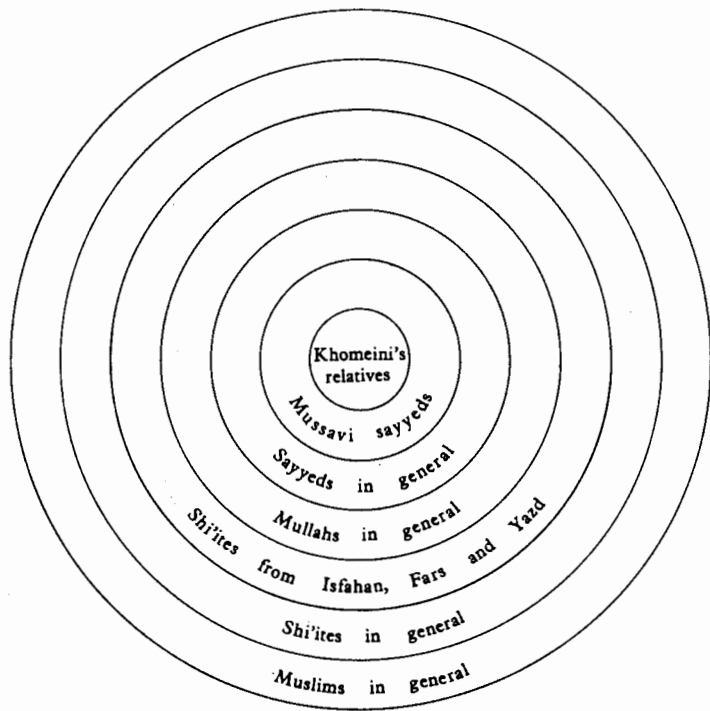 Khomeini's
relatives
Mussavi sayyeds
Sayyeds in general
Mullahs in general
Shi'ites from Isfahan, Fars and Yazd
Shi'ites in general
Muslims in general